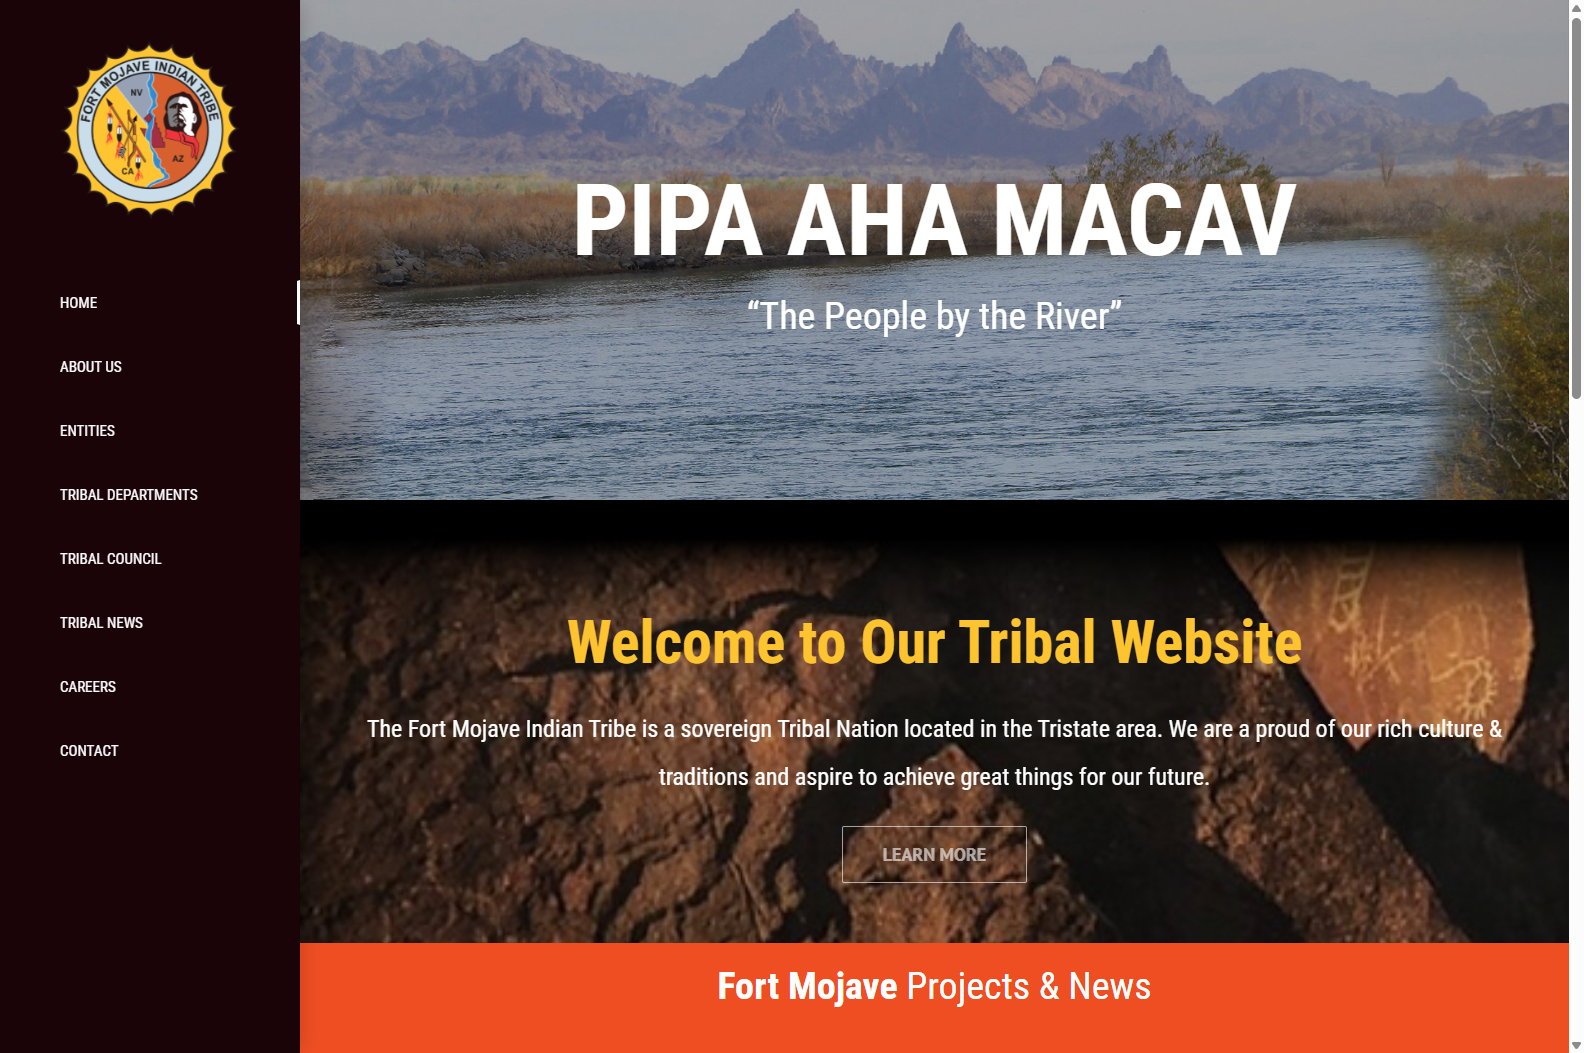 FORT MOJAVE INDIAN TRIBE
NV
AZ
CA
HOME
ABOUT US
ENTITIES
TRIBAL DEPARTMENTS
TRIBAL COUNCIL
TRIBAL NEWS
CAREERS
CONTACT
PIPA AHA MACAV
“The People by the River”
Welcome to Our Tribal Website
The Fort Mojave Indian Tribe is a sovereign Tribal Nation located in the Tristate area. We are a proud of our rich culture &
traditions and aspire to achieve great things for our future.
LEARN MORE
Fort Mojave Projects & News